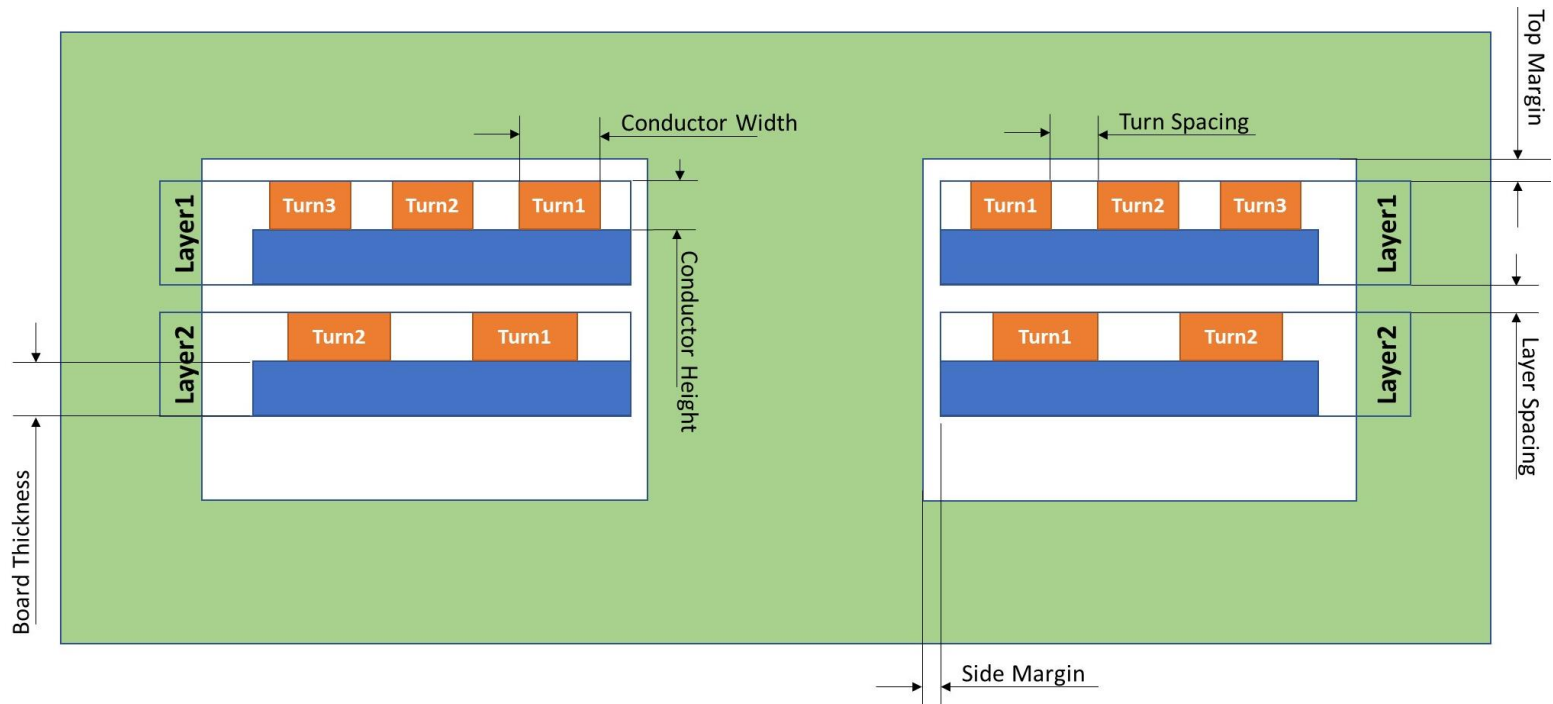 Top Margin
Conductor Width
Turn Spacing
Layer1
Turn3
Turn2
Turn1
Turn1
Turn2
Turn3
Layer1
Conductor Height
Layer2
Turn2
Turn1
Turn1
Turn2
Layer2
Layer Spacing
Board Thickness
Side Margin